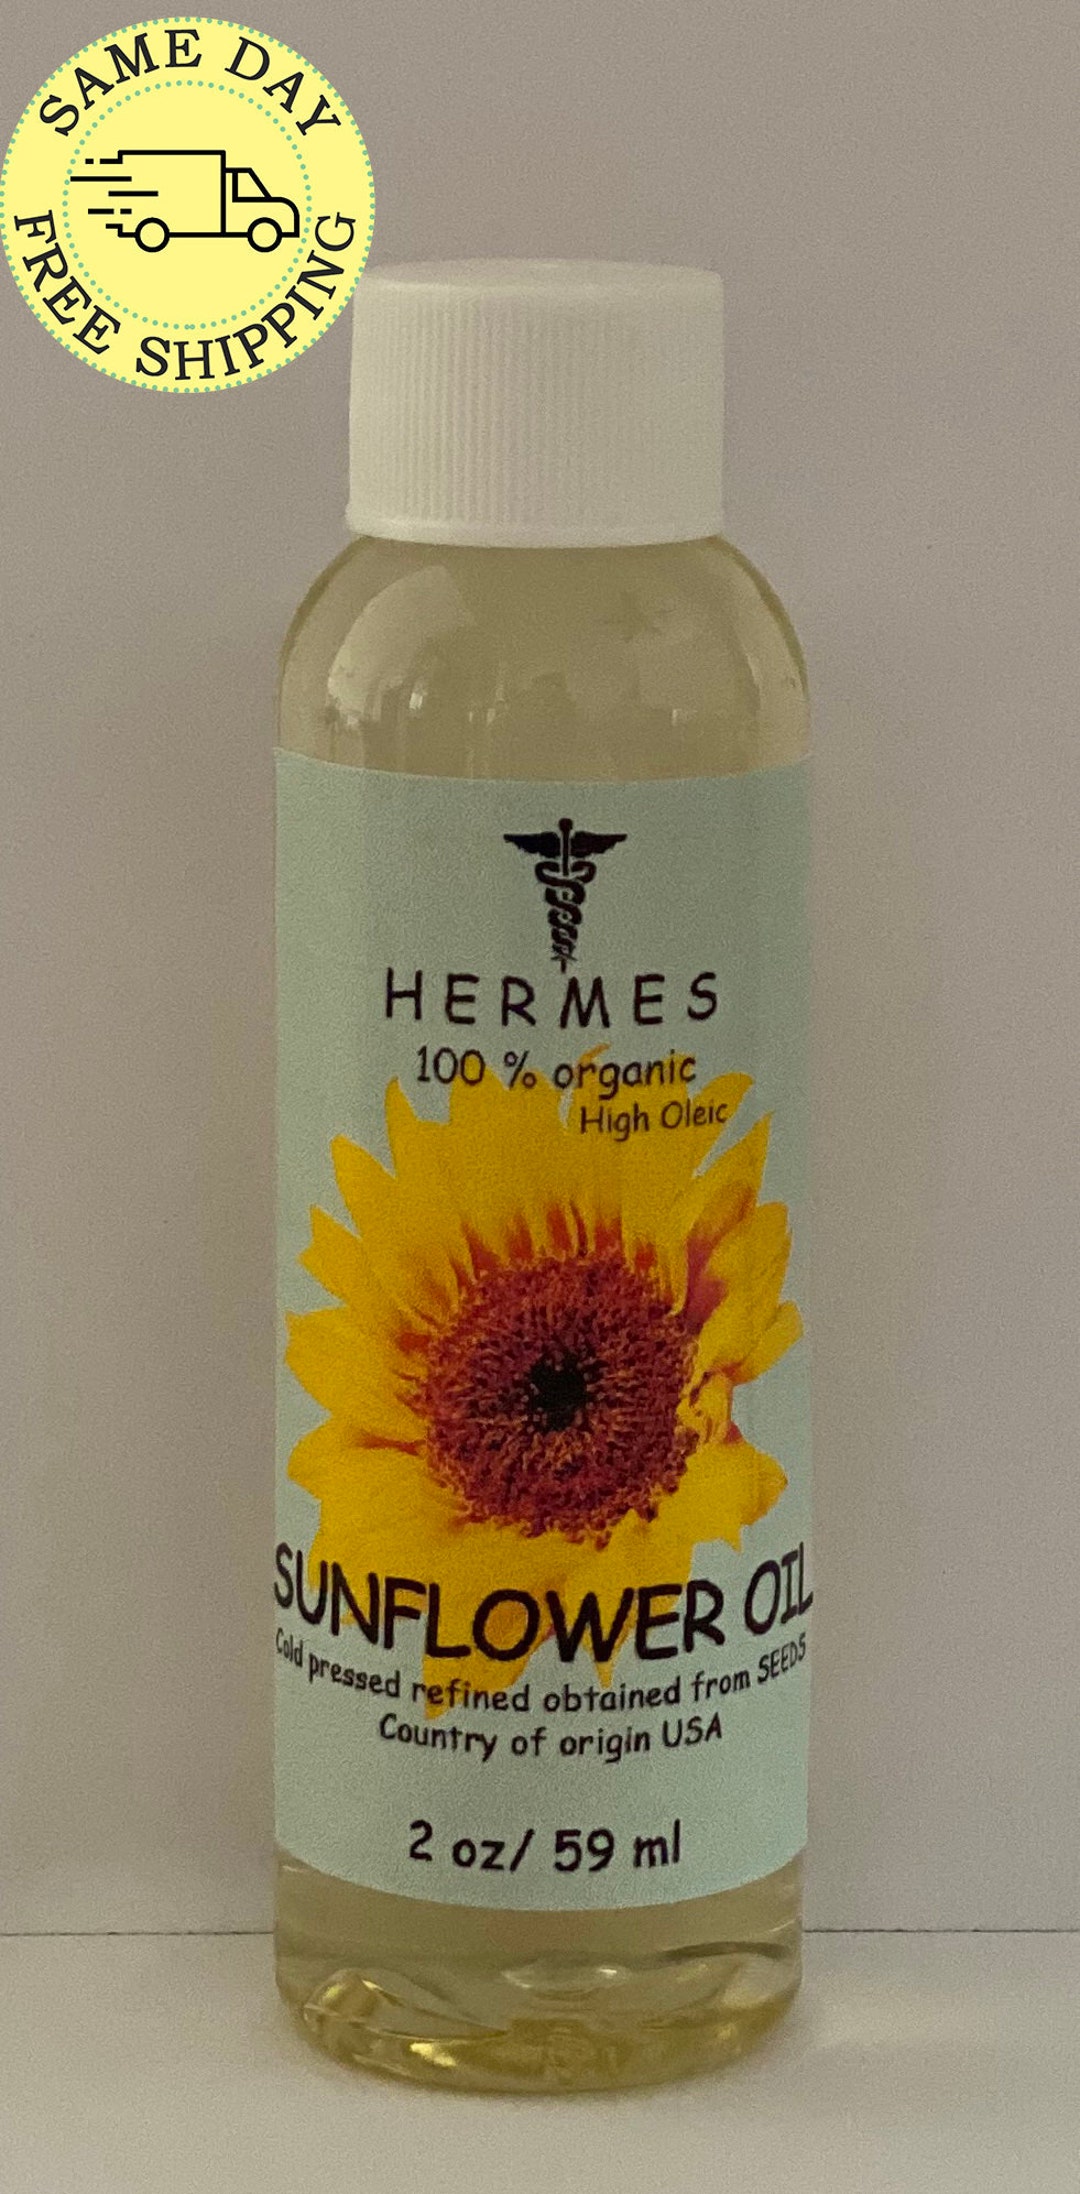 SAME DAY
FREE SHIPPING
HERMES
100 % organic
High Oleic
SUNFLOWER OIL
Cold pressed refined obtained from SEEDS
Country of origin USA
2 oz/ 59 ml